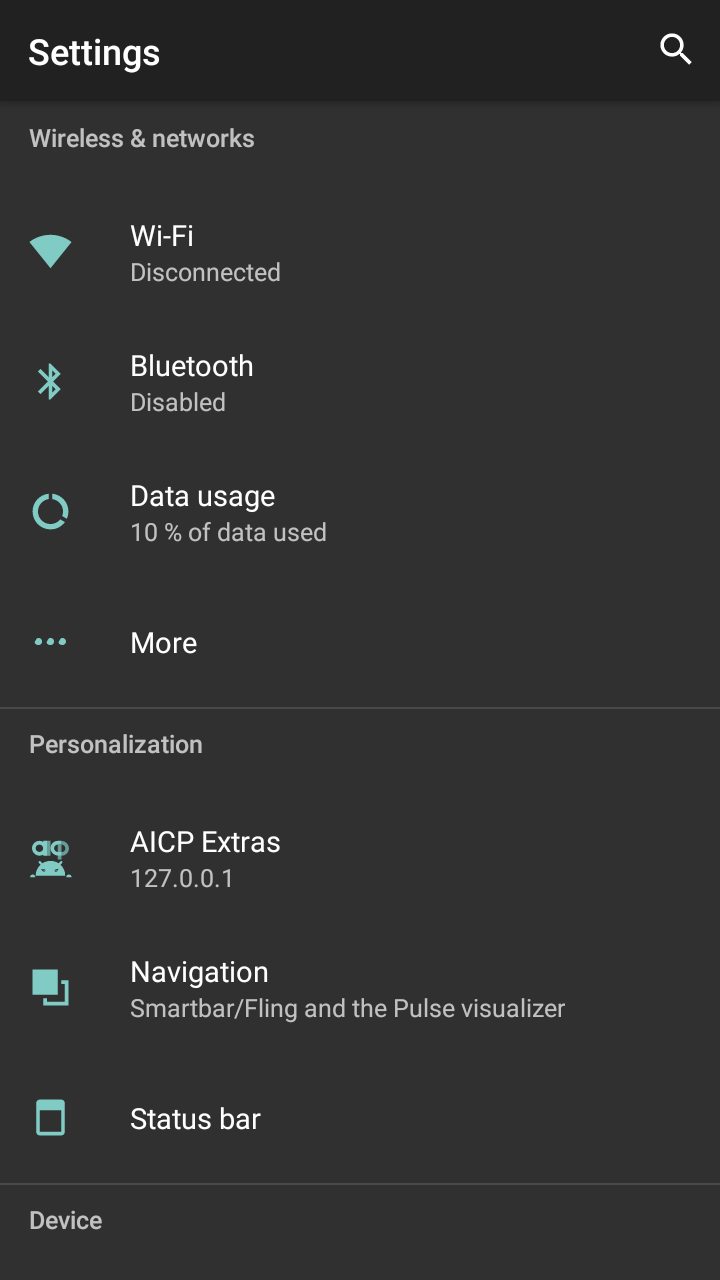 Settings
Wireless & networks
Wi-Fi
Disconnected
Bluetooth
Disabled
Data usage
10 % of data used
More
Personalization
AICP Extras
127.0.0.1
Navigation
Smartbar/Fling and the Pulse visualizer
Status bar
Device